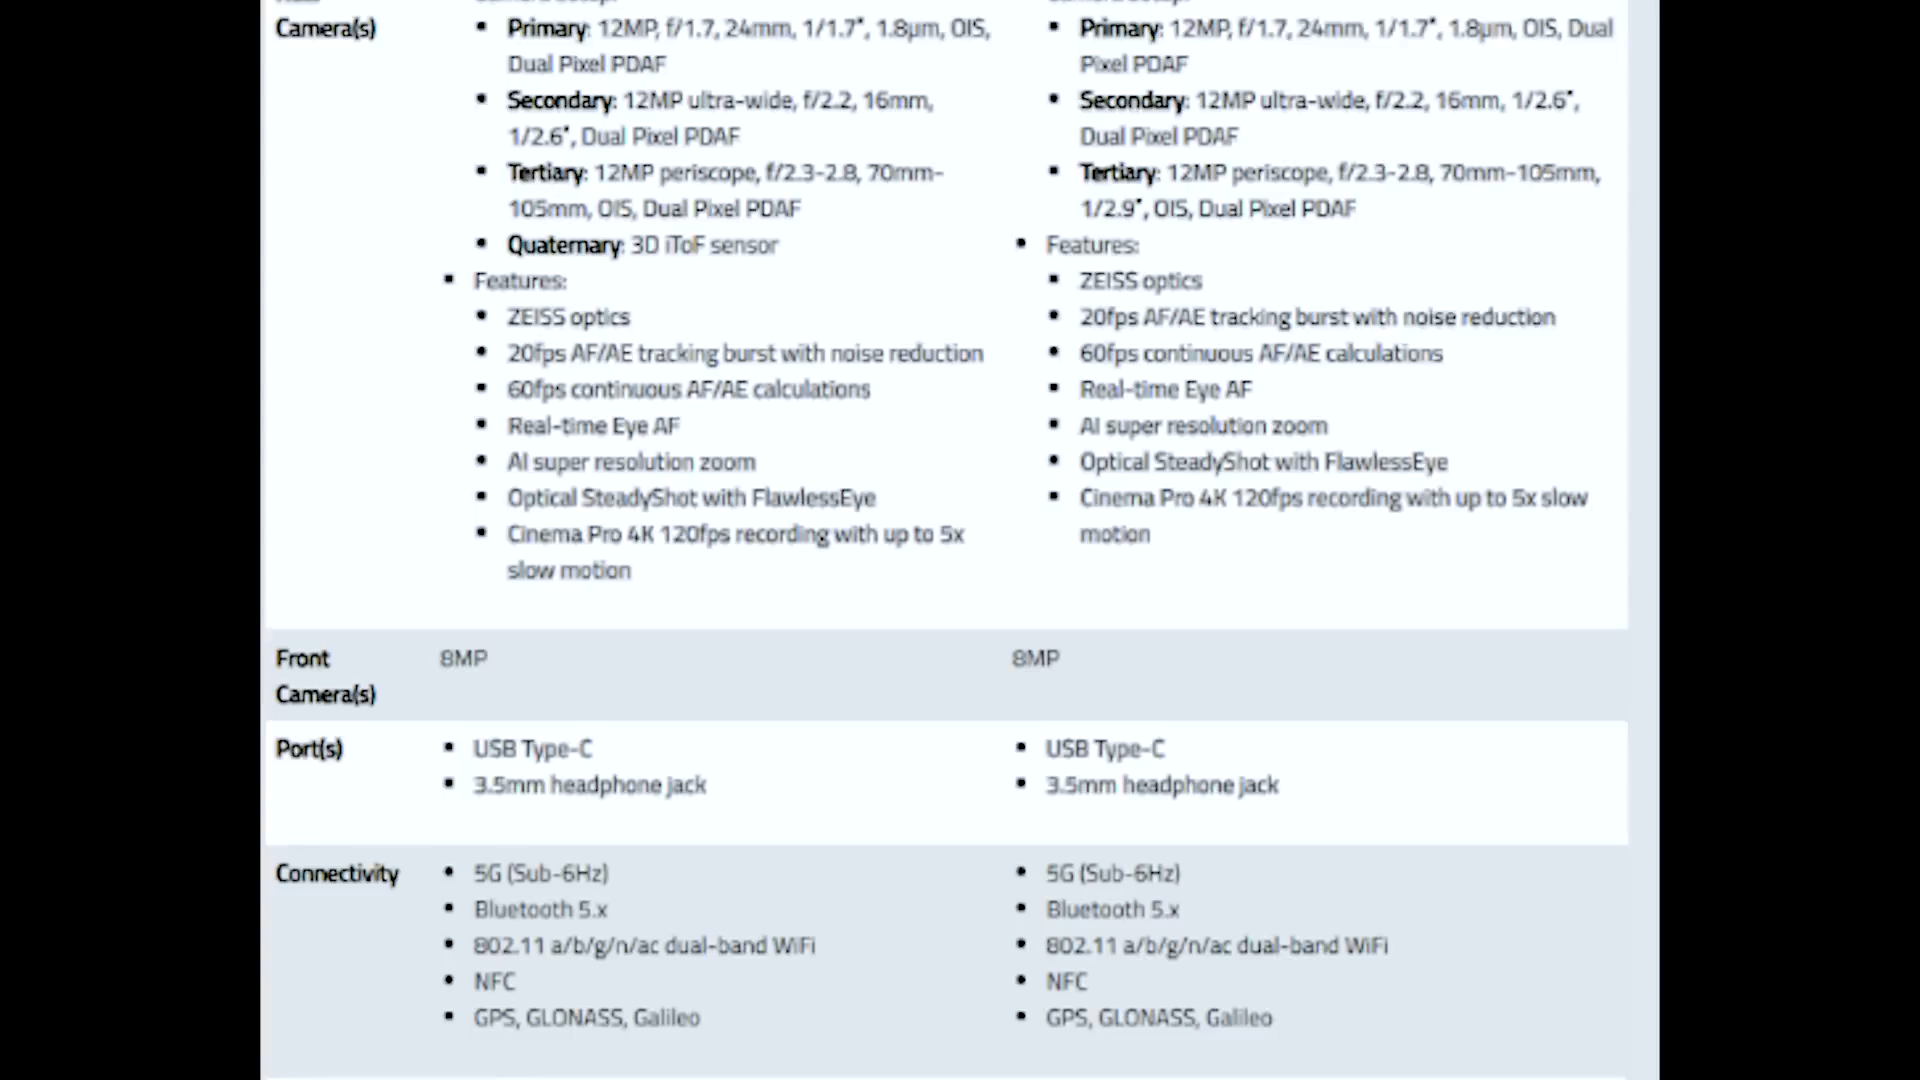 Camera(s)
▪ Primary: 12MP, f/1.7, 24mm, 1/1.7", 1.8μm, OIS,
Dual Pixel PDAF
▪ Secondary: 12MP ultra-wide, f/2.2, 16mm,
1/2.6", Dual Pixel PDAF
▪ Tertiary: 12MP periscope, f/2.3-2.8, 70mm-
105mm, OIS, Dual Pixel PDAF
▪ Quaternary: 3D iToF sensor
▪ Features:
▪ ZEISS optics
▪ 20fps AF/AE tracking burst with noise reduction
▪ 60fps continuous AF/AE calculations
▪ Real-time Eye AF
▪ AI super resolution zoom
▪ Optical SteadyShot with FlawlessEye
▪ Cinema Pro 4K 120fps recording with up to 5x
slow motion
▪ Primary: 12MP, f/1.7, 24mm, 1/1.7", 1.8μm, OIS, Dual
Pixel PDAF
▪ Secondary: 12MP ultra-wide, f/2.2, 16mm, 1/2.6",
Dual Pixel PDAF
▪ Tertiary: 12MP periscope, f/2.3-2.8, 70mm-105mm,
1/2.9", OIS, Dual Pixel PDAF
▪ Features:
▪ ZEISS optics
▪ 20fps AF/AE tracking burst with noise reduction
▪ 60fps continuous AF/AE calculations
▪ Real-time Eye AF
▪ AI super resolution zoom
▪ Optical SteadyShot with FlawlessEye
▪ Cinema Pro 4K 120fps recording with up to 5x slow
motion
Front
Camera(s)
8MP
8MP
Port(s)
▪ USB Type-C
▪ 3.5mm headphone jack
▪ USB Type-C
▪ 3.5mm headphone jack
Connectivity
▪ 5G (Sub-6Hz)
▪ Bluetooth 5.x
▪ 802.11 a/b/g/n/ac dual-band WiFi
▪ NFC
▪ GPS, GLONASS, Galileo
▪ 5G (Sub-6Hz)
▪ Bluetooth 5.x
▪ 802.11 a/b/g/n/ac dual-band WiFi
▪ NFC
▪ GPS, GLONASS, Galileo